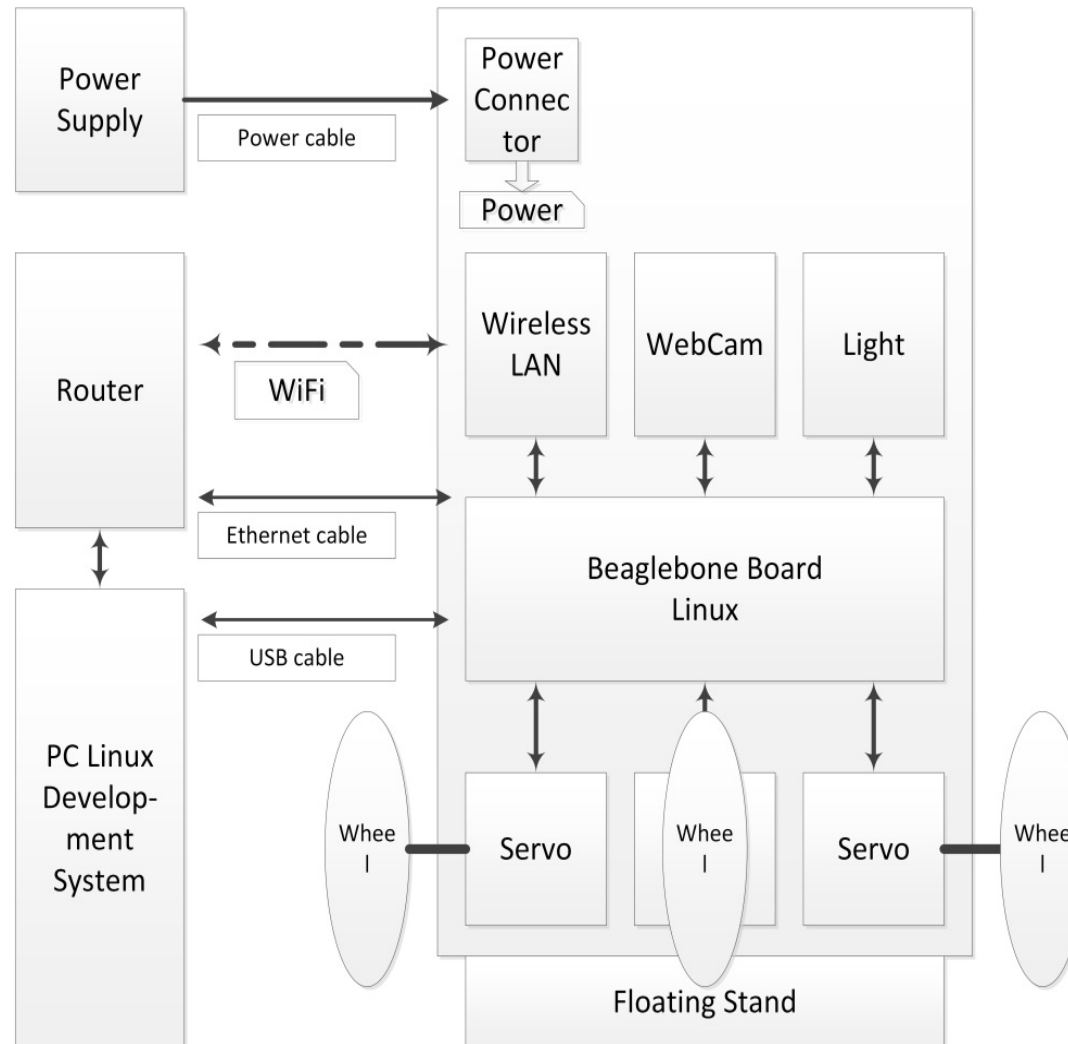 Power
Supply
Power cable
Power
Connec
tor
Power
Router
WiFi
Wireless
LAN
WebCam
Light
Ethernet cable
Beaglebone Board
Linux
USB cable
PC Linux
Develop-
ment
System
Whee
l
Servo
Whee
l
Servo
Whee
l
Floating Stand